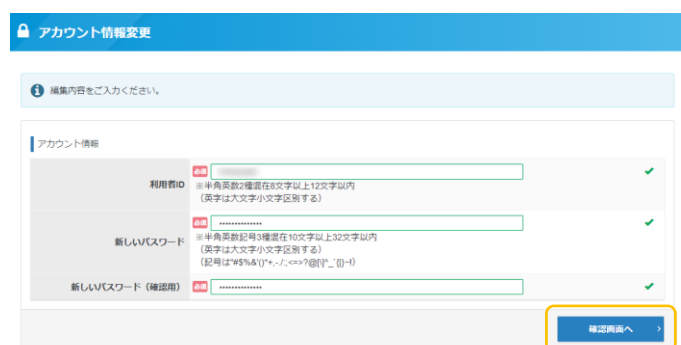 アカウント情報変更
編集内容をご入力ください。
アカウント情報
利用者ID
必須
※半角英数2種混在6文字以上12文字以内
(英字は大文字小文字区別する)
新しいパスワード
必須 ••••••••••••••
※半角英数記号3種混在10文字以上32文字以内
(英字は大文字小文字区別する)
(記号は"#$%&'()*+,-./:;<=>?@[\]^_`{|}~!)
新しいパスワード(確認用)
必須 ••••••••••••••
確認画面へ